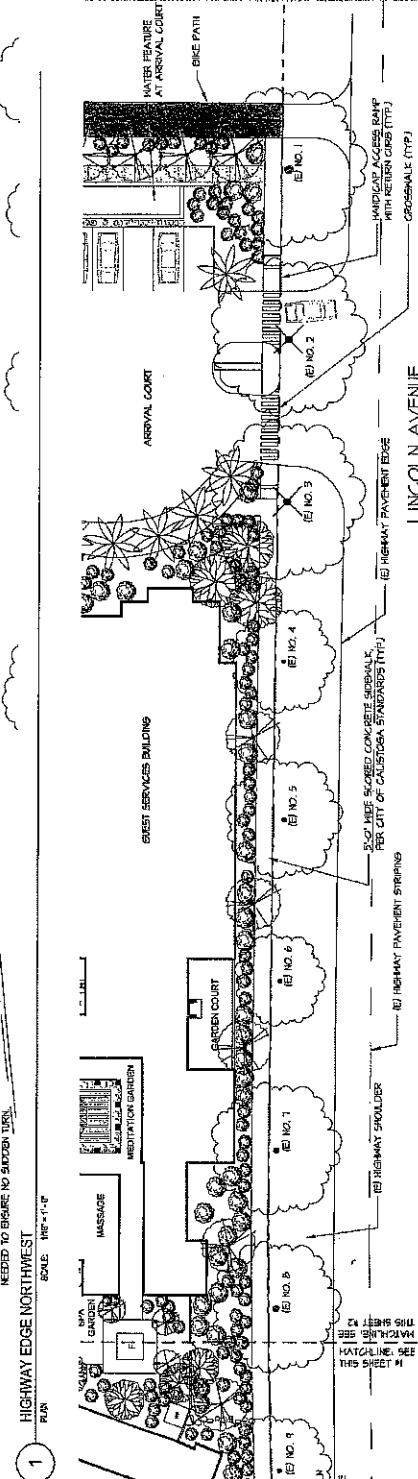 NEEDED TO ENSURE NO SUDDEN TURN.
1
HIGHWAY EDGE NORTHWEST
PLAN
SCALE: 1/16" = 1'-0"
WATER FEATURE
AT ARRIVAL COURT
BIKE PATH
ARRIVAL COURT
GUEST SERVICES BUILDING
GARDEN COURT
MEDITATION GARDEN
MASSAGE
SPA
GARDEN
(E) NO. 1
(E) NO. 2
(E) NO. 3
(E) NO. 4
(E) NO. 5
(E) NO. 6
(E) NO. 7
(E) NO. 8
(E) NO. 9
HANDICAP ACCESS RAMP
WITH RETURN CURB (TYP.)
CROSSWALK (TYP.)
LINCOLN AVENUE
(E) HIGHWAY PAVEMENT EDGE
5'-0" WIDE SCORED CONCRETE SIDEWALK,
PER CITY OF CALISTOGA STANDARDS (TYP.)
(E) HIGHWAY PAVEMENT STRIPING
(E) HIGHWAY SHOULDER
MATCHLINE: SEE
THIS SHEET #2
SEE MATCHLINE
THIS SHEET #1